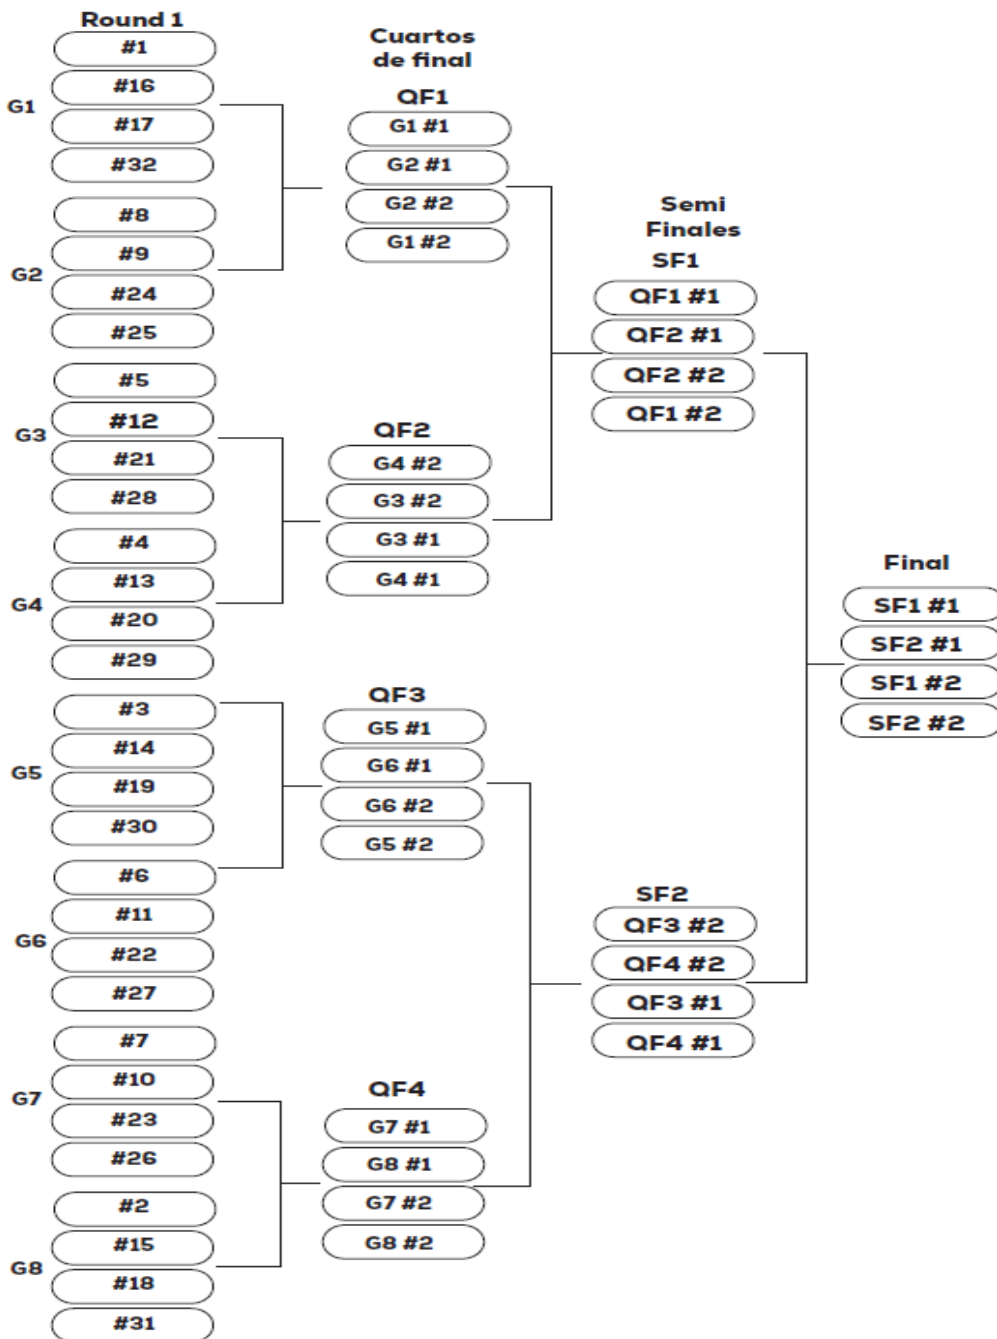 Round 1
G1
#1
#16
#17
#32
G2
#8
#9
#24
#25
G3
#5
#12
#21
#28
G4
#4
#13
#20
#29
G5
#3
#14
#19
#30
G6
#6
#11
#22
#27
G7
#7
#10
#23
#26
G8
#2
#15
#18
#31
Cuartos
de final
QF1
G1 #1
G2 #1
G2 #2
G1 #2
QF2
G4 #2
G3 #2
G3 #1
G4 #1
QF3
G5 #1
G6 #1
G6 #2
G5 #2
QF4
G7 #1
G8 #1
G7 #2
G8 #2
Semi
Finales
SF1
QF1 #1
QF2 #1
QF2 #2
QF1 #2
SF2
QF3 #2
QF4 #2
QF3 #1
QF4 #1
Final
SF1 #1
SF2 #1
SF1 #2
SF2 #2